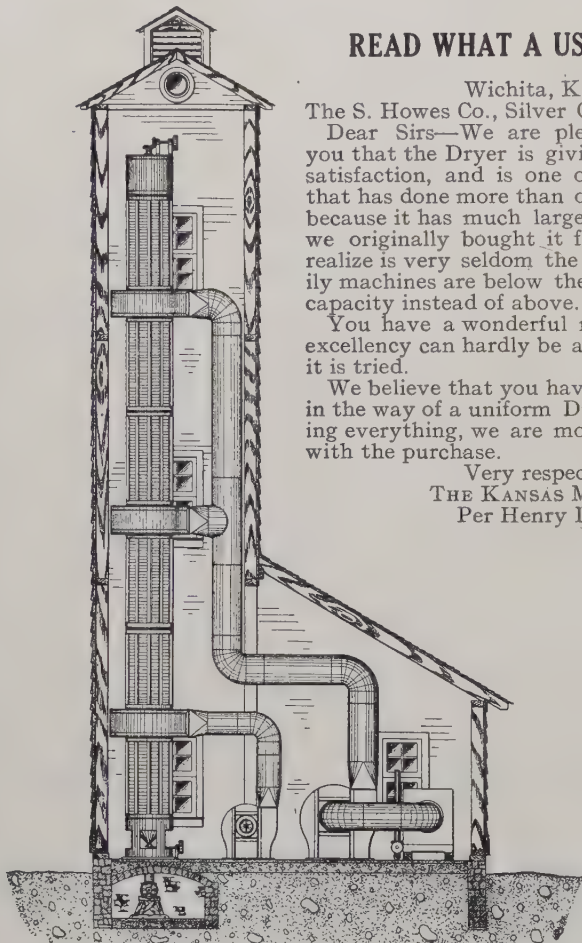 READ WHAT A US
Wichita, K
The S. Howes Co., Silver
Dear Sirs—We are ple
you that the Dryer is givi
satisfaction, and is one o
that has done more than o
because it has much large
we originally bought it f
realize is very seldom the
ily machines are below the
capacity instead of above.
You have a wonderful
excellency can hardly be a
it is tried.
We believe that you hav
in the way of a uniform D
ing everything, we are mo
with the purchase.
Very respec
THE KANSAS M
Per Henry